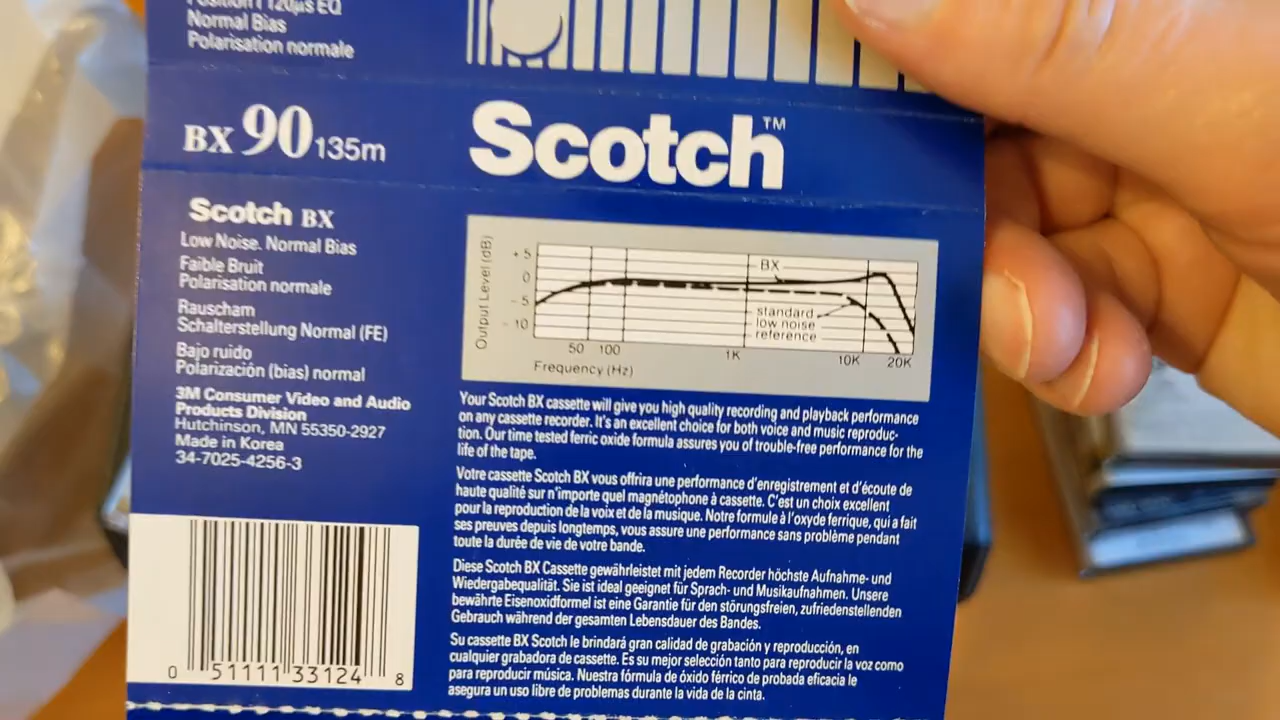 Position I 120µs EQ
Normal Bias
Polarisation normale
BX 90 135m
Scotch™
Scotch BX
Low Noise. Normal Bias
Faible Bruit
Polarisation normale
Rauscham
Schalterstellung Normal (FE)
Bajo ruido
Polarización (bias) normal
3M Consumer Video and Audio
Products Division
Hutchinson, MN 55350-2927
Made in Korea
34-7025-4256-3
0 51111 33124 8
Output Level (dB)
+5
0
-5
-10
BX
standard
low noise
reference
50 100 1K 10K 20K
Frequency (Hz)
Your Scotch BX cassette will give you high quality recording and playback performance
on any cassette recorder. It's an excellent choice for both voice and music reproduc-
tion. Our time tested ferric oxide formula assures you of trouble-free performance for the
life of the tape.
Votre cassette Scotch BX vous offrira une performance d'enregistrement et d'écoute de
haute qualité sur n'importe quel magnétophone à cassette. C'est un choix excellent
pour la reproduction de la voix et de la musique. Notre formule à l'oxyde ferrique, qui a fait
ses preuves depuis longtemps, vous assure une performance sans problème pendant
toute la durée de vie de votre bande.
Diese Scotch BX Cassette gewährleistet mit jedem Recorder höchste Aufnahme- und
Wiedergabequalität. Sie ist ideal geeignet für Sprach- und Musikaufnahmen. Unsere
bewährte Eisenoxidformel ist eine Garantie für den störungsfreien, zufriedenstellenden
Gebrauch während der gesamten Lebensdauer des Bandes.
Su cassette BX Scotch le brindará gran calidad de grabación y reproducción, en
cualquier grabadora de cassette. Es su mejor selección tanto para reproducir la voz como
para reproducir música. Nuestra fórmula de óxido férrico de probada eficacia le
asegura un uso libre de problemas durante la vida de la cinta.